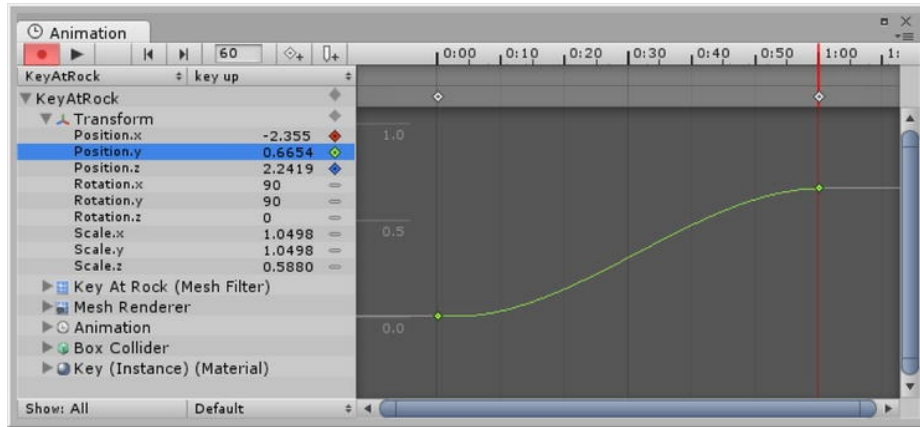 Animation
60
0:00 0:10 0:20 0:30 0:40 0:50 1:00 1:
KeyAtRock key up
KeyAtRock
Transform
Position.x -2.355
Position.y 0.6654
Position.z 2.2419
Rotation.x 90
Rotation.y 90
Rotation.z 0
Scale.x 1.0498
Scale.y 1.0498
Scale.z 0.5880
Key At Rock (Mesh Filter)
Mesh Renderer
Animation
Box Collider
Key (Instance) (Material)
1.0
0.5
0.0
Show: All Default